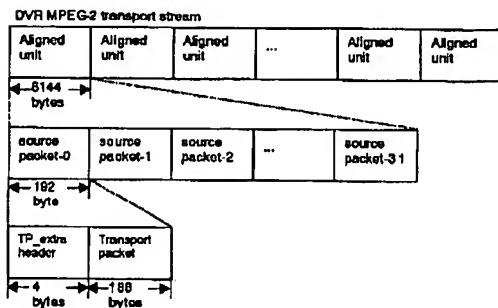 DVR MPEG-2 transport stream
Aligned unit Aligned unit Aligned unit ... Aligned unit Aligned unit
6144 bytes
source packet-0 source packet-1 source packet-2 ... source packet-31
192 byte
TP_extra header Transport packet
4 bytes 188 bytes